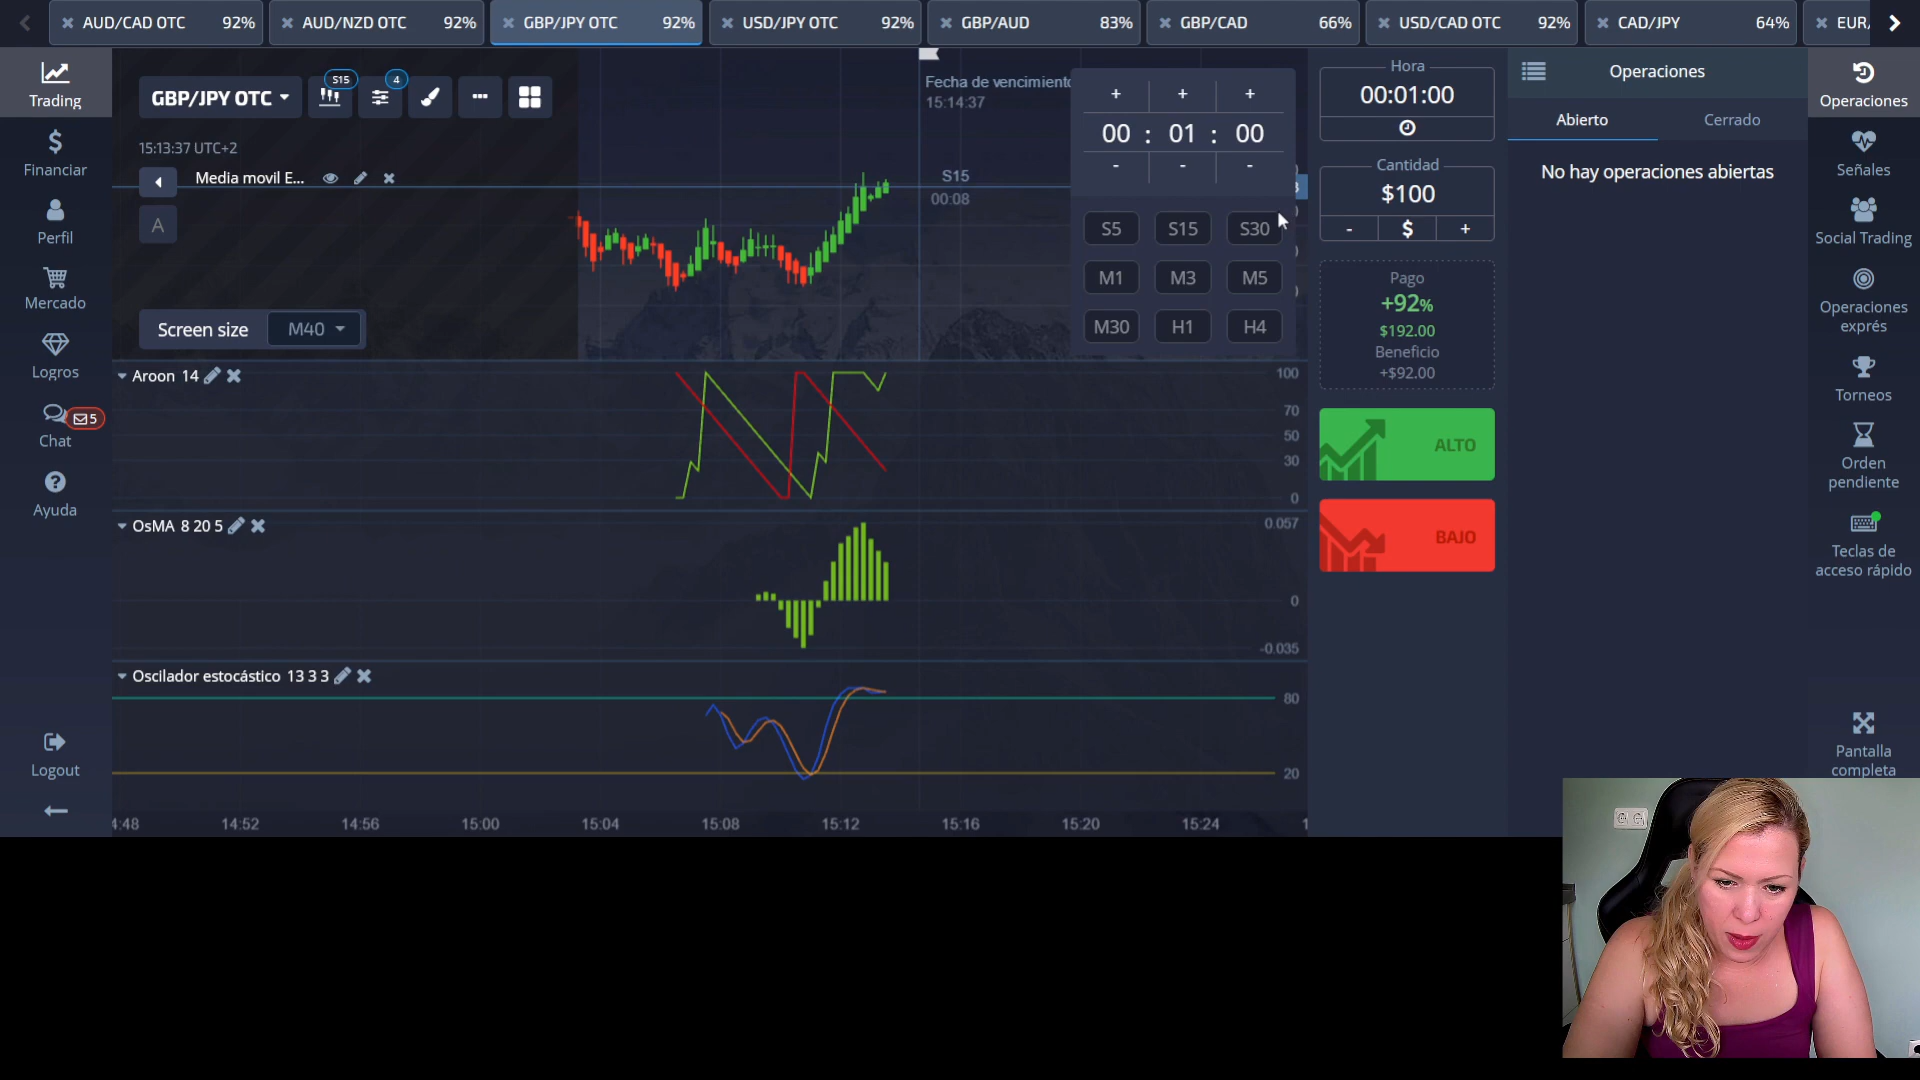 AUD/CAD OTC 92%
AUD/NZD OTC 92%
GBP/JPY OTC 92%
USD/JPY OTC 92%
GBP/AUD 83%
GBP/CAD 66%
USD/CAD OTC 92%
CAD/JPY 64%
EUR/
Trading
Financiar
Perfil
Mercado
Logros
5
Chat
Ayuda
Logout
GBP/JPY OTC
S15
4
15:13:37 UTC+2
Media movil E...
A
Screen size M40
Fecha de vencimiento
15:14:37
S15
00:08
+ + +
00 : 01 : 00
- - -
S5 S15 S30
M1 M3 M5
M30 H1 H4
Aroon 14
100
70
50
30
0
OsMA 8 20 5
0.057
0
-0.035
Oscilador estocástico 13 3 3
80
20
4:48 14:52 14:56 15:00 15:04 15:08 15:12 15:16 15:20 15:24 1
Hora
00:01:00
Cantidad
$100
- $ +
Pago
+92%
$192.00
Beneficio
+$92.00
ALTO
BAJO
Operaciones
Abierto Cerrado
No hay operaciones abiertas
Operaciones
Señales
Social Trading
Operaciones
exprés
Torneos
Orden
pendiente
Teclas de
acceso rápido
Pantalla
completa